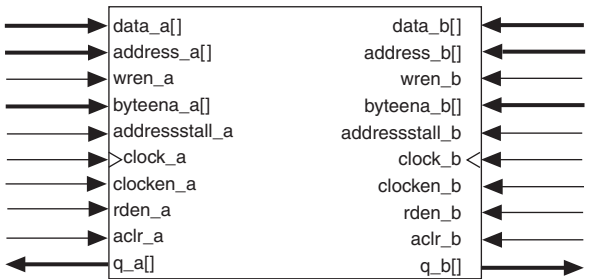 data_a[] data_b[]
address_a[] address_b[]
wren_a wren_b
byteena_a[] byteena_b[]
addressstall_a addressstall_b
clock_a clock_b
clocken_a clocken_b
rden_a rden_b
aclr_a aclr_b
q_a[] q_b[]